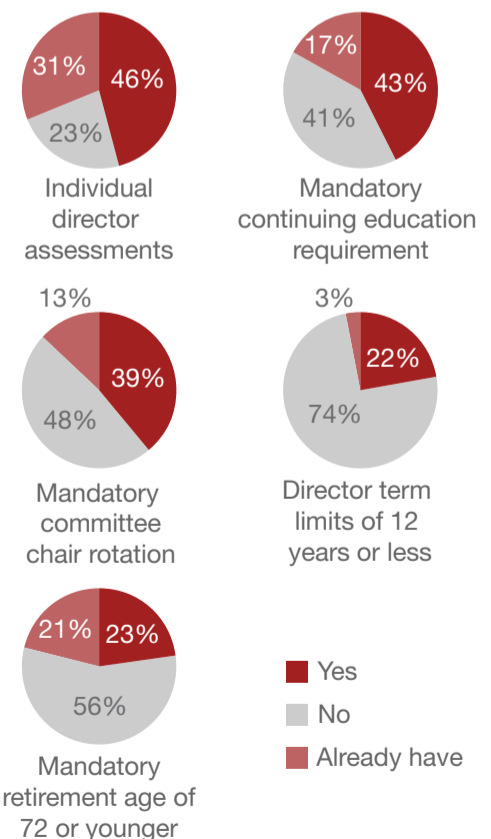 31%
46%
23%
Individual
director
assessments
17%
43%
41%
Mandatory
continuing education
requirement
13%
39%
48%
Mandatory
committee
chair rotation
3%
22%
74%
Director term
limits of 12
years or less
21%
23%
56%
Mandatory
retirement age of
72 or younger
Yes
No
Already have